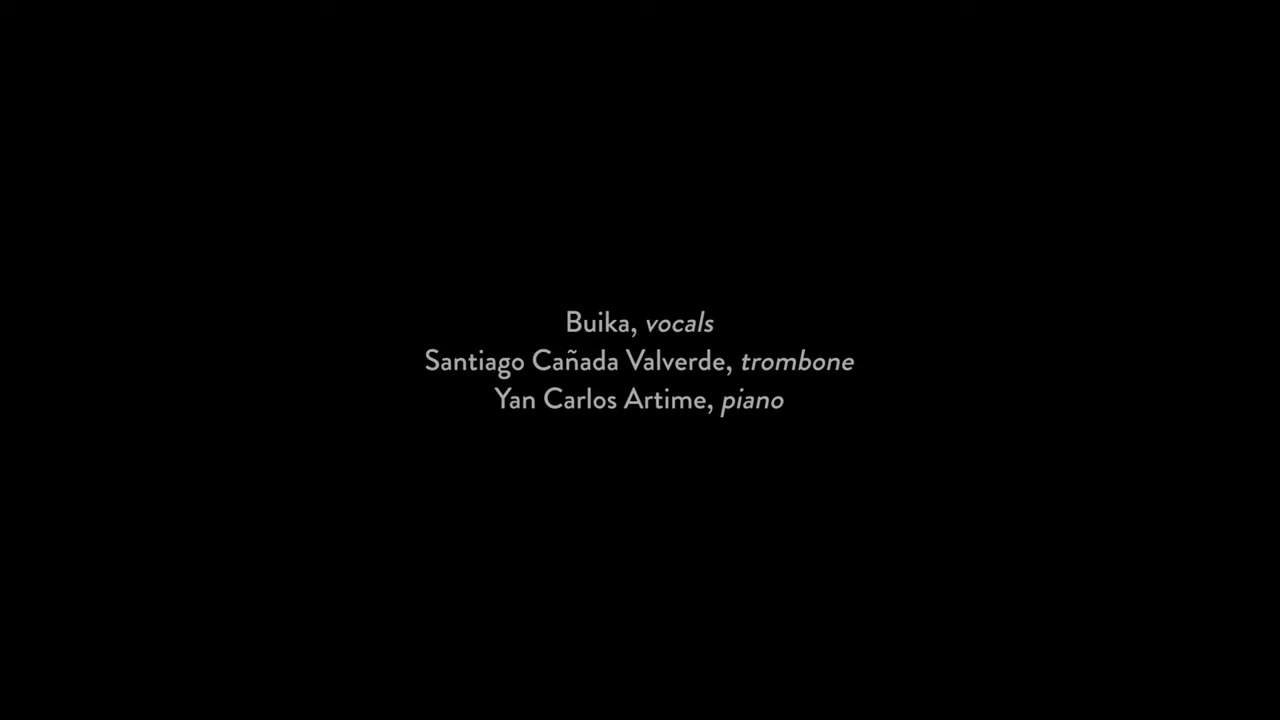 Buika, vocals
Santiago Cañada Valverde, trombone
Yan Carlos Artime, piano